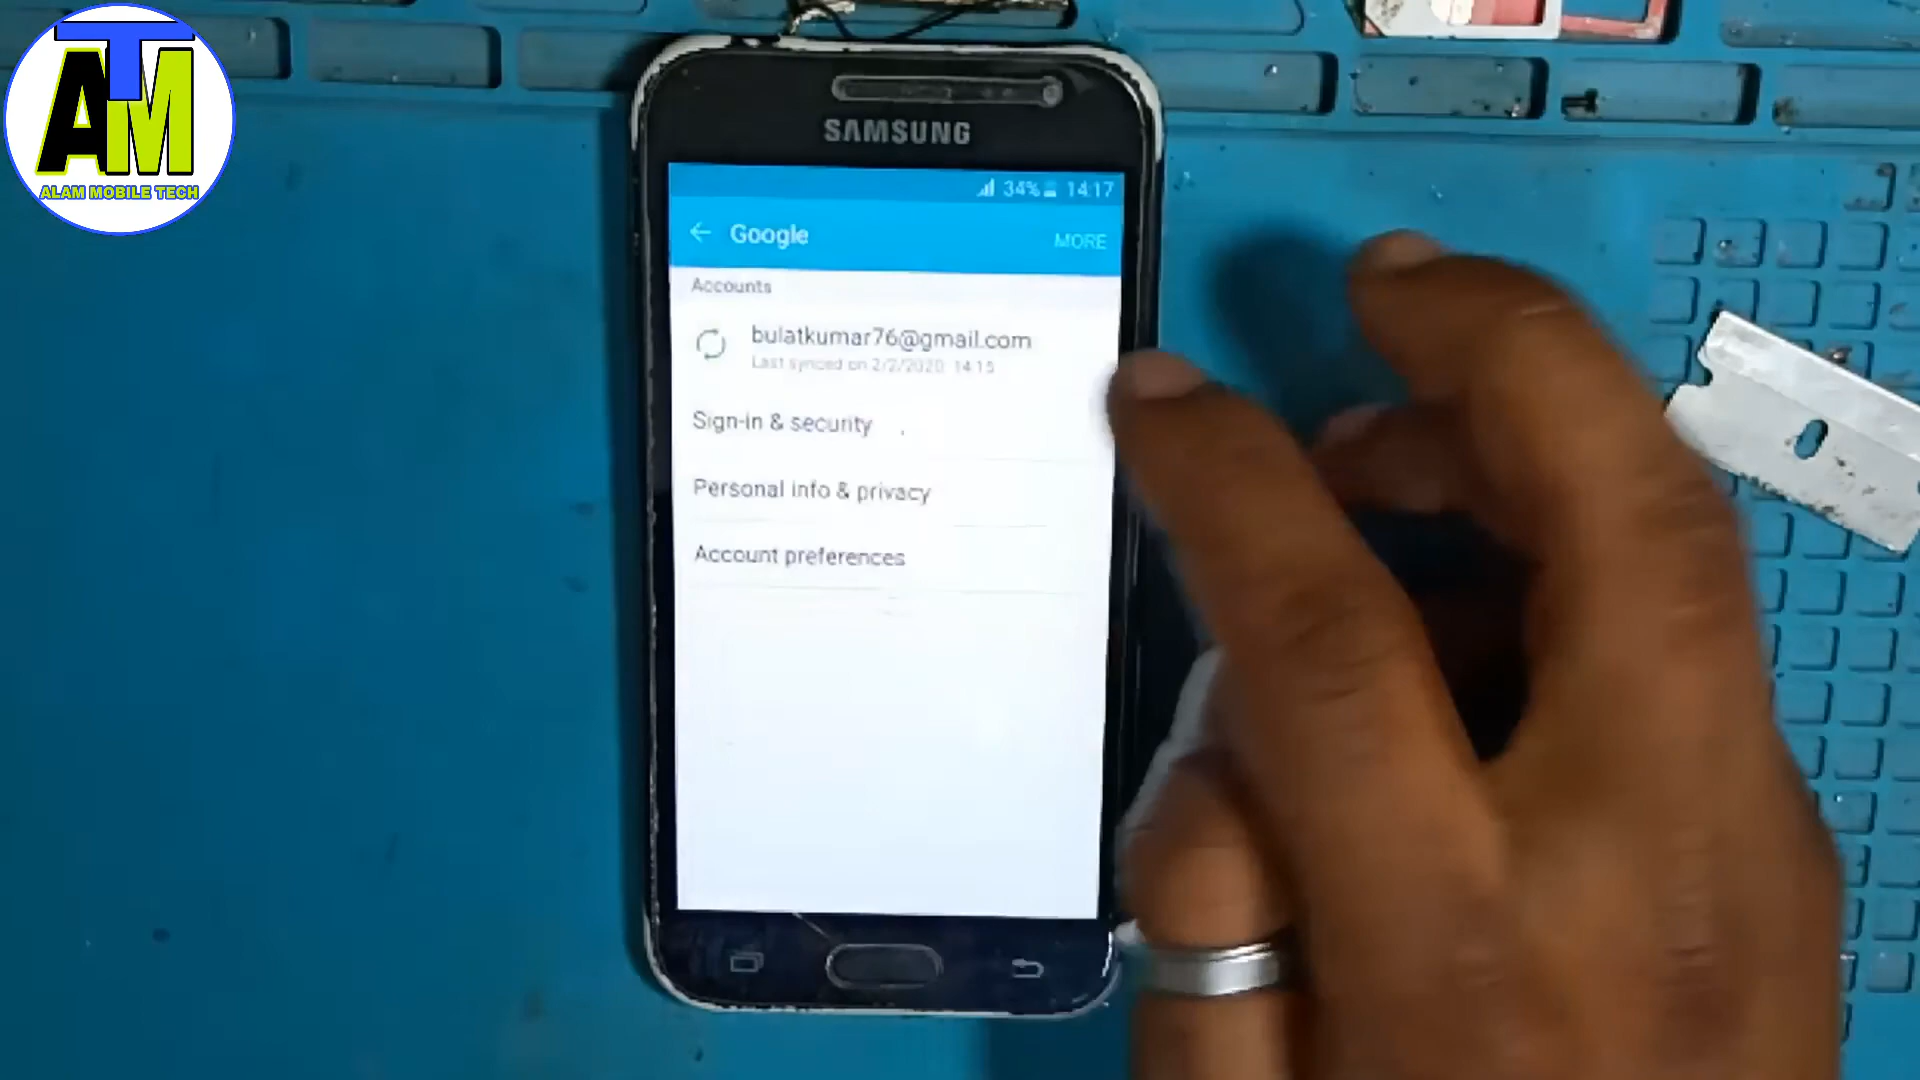 ATM
ALAM MOBILE TECH
SAMSUNG
34% 14:17
Google
MORE
Accounts
bulatkumar76@gmail.com
Last synced on 2/2/2020 14:15
Sign-in & security
Personal info & privacy
Account preferences